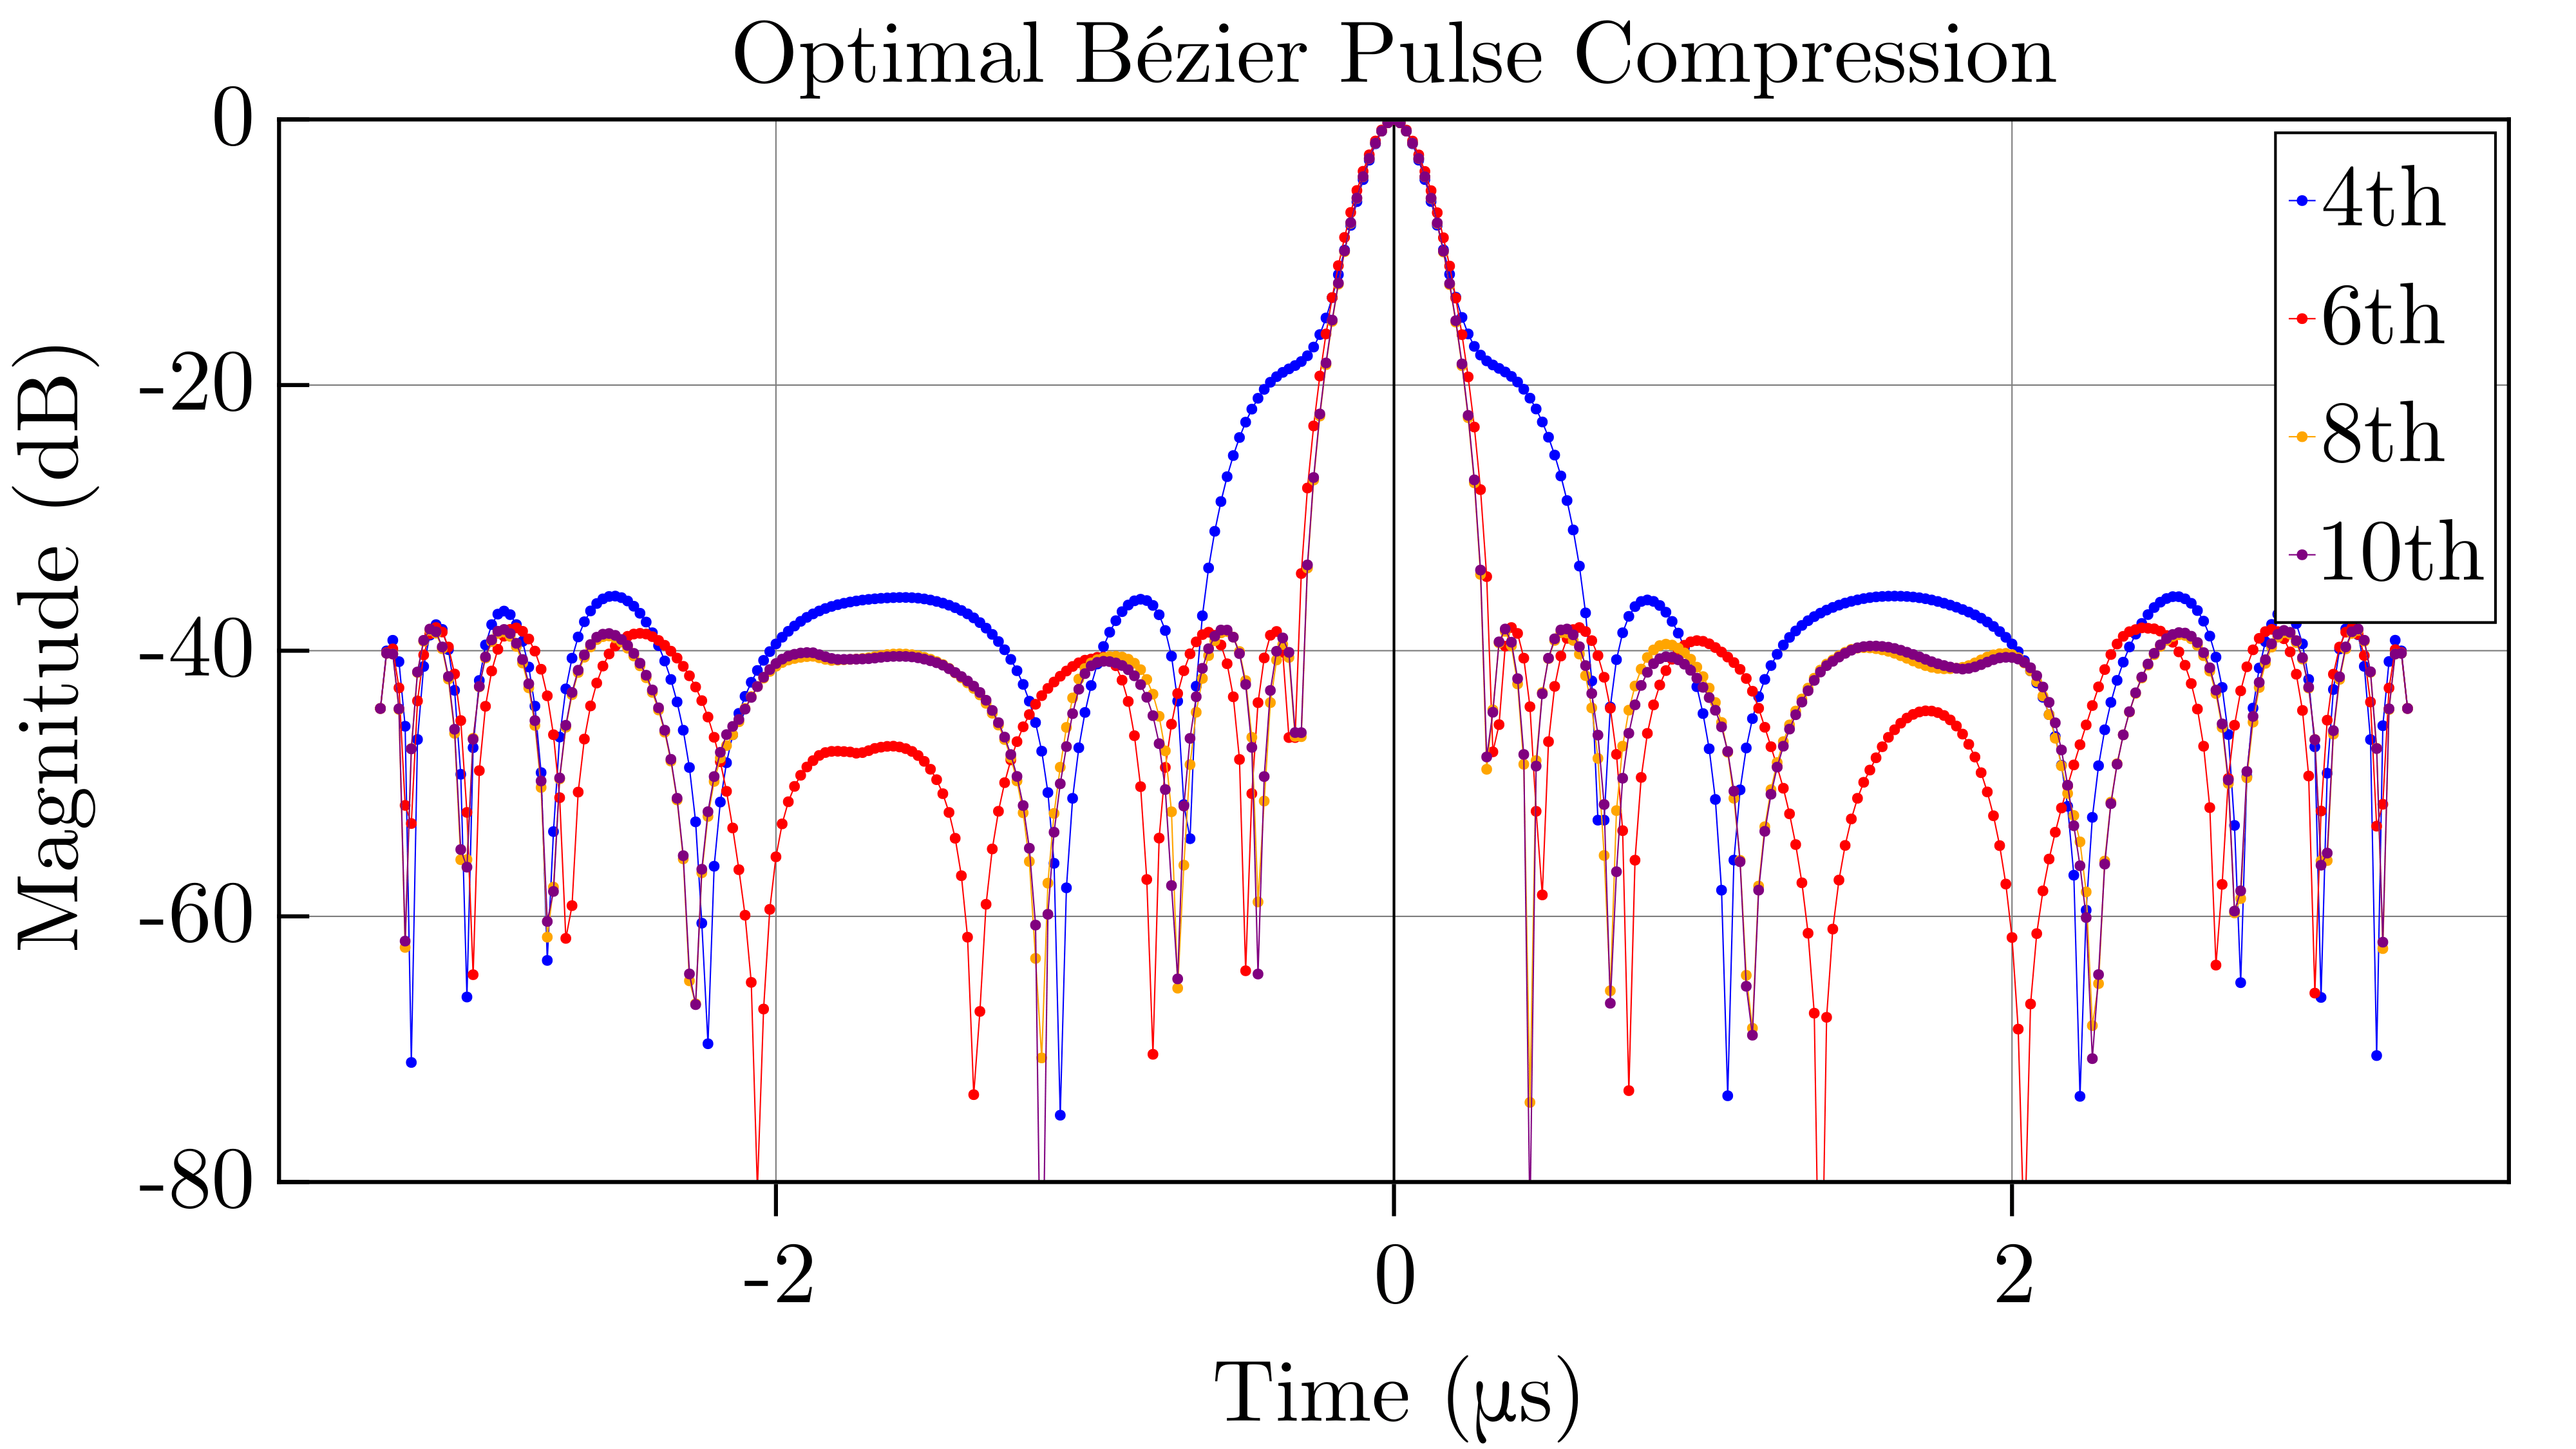 Optimal Bézier Pulse Compression
Magnitude (dB)
0
-20
-40
-60
-80
4th
6th
8th
10th
-2
0
2
Time (μs)